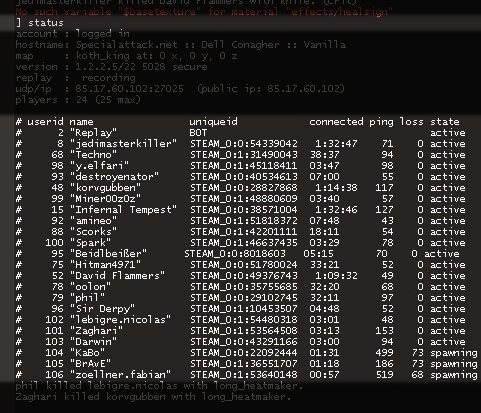 jedimasterkiller killed David Flammers with knife. (crit)
No such variable "$basetexture" for material "effects/healsign"
] status
account : logged in
hostname: Specialattack.net :: Dell Conagher :: Vanilla
map     : koth_king at: 0 x, 0 y, 0 z
version : 1.2.2.5/22 5028 secure
replay  :  recording
udp/ip  : 85.17.60.102:27025  (public ip: 85.17.60.102)
players : 24 (25 max)
# userid name uniqueid connected ping loss state
# 2 "Replay" BOT active
# 8 "jedimasterkiller" STEAM_0:0:54339042 1:32:47 71 0 active
# 68 "Techno" STEAM_0:1:31490043 38:37 94 0 active
# 98 "y.elfari" STEAM_0:1:45118411 03:47 98 0 active
# 93 "destroyenator" STEAM_0:0:40534613 07:00 55 0 active
# 48 "korvgubben" STEAM_0:0:28827868 1:14:38 117 0 active
# 99 "Miner00z0z" STEAM_0:1:48880609 03:40 57 0 active
# 15 "Infernal Tempest" STEAM_0:0:38571004 1:32:46 127 0 active
# 92 "amineo" STEAM_0:1:51818372 07:48 43 0 active
# 88 "Scorks" STEAM_0:1:42201111 18:11 54 0 active
# 100 "Spark" STEAM_0:1:46637435 03:29 78 0 active
# 95 "Beidlbeißer" STEAM_0:0:8018603 05:15 70 0 active
# 75 "Hitman4971" STEAM_0:0:51780024 33:21 52 0 active
# 52 "David Flammers" STEAM_0:0:49376743 1:09:32 49 0 active
# 78 "oolon" STEAM_0:0:35755685 32:20 68 0 active
# 79 "phil" STEAM_0:0:29102745 32:11 97 0 active
# 96 "Sir Derpy" STEAM_0:1:10453507 04:48 52 0 active
# 102 "lebigre.nicolas" STEAM_0:1:54480318 03:01 48 0 active
# 101 "Zaghari" STEAM_0:1:53564508 03:13 153 0 active
# 103 "Darwin" STEAM_0:0:43291166 03:00 94 0 active
# 104 "KaBo" STEAM_0:0:22092444 01:31 499 73 spawning
# 105 "BrAvE" STEAM_0:1:36551707 01:18 186 73 spawning
# 106 "zoellner.fabian" STEAM_0:1:53640148 00:57 519 68 spawning
phil killed lebigre.nicolas with long_heatmaker.
Zaghari killed korvgubben with long_heatmaker.